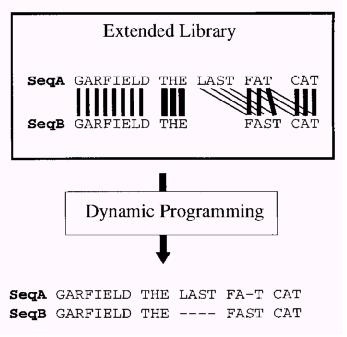 Extended Library
SeqA GARFIELD THE LAST FAT CAT
SeqB GARFIELD THE FAST CAT
Dynamic Programming
SeqA GARFIELD THE LAST FA-T CAT
SeqB GARFIELD THE ---- FAST CAT